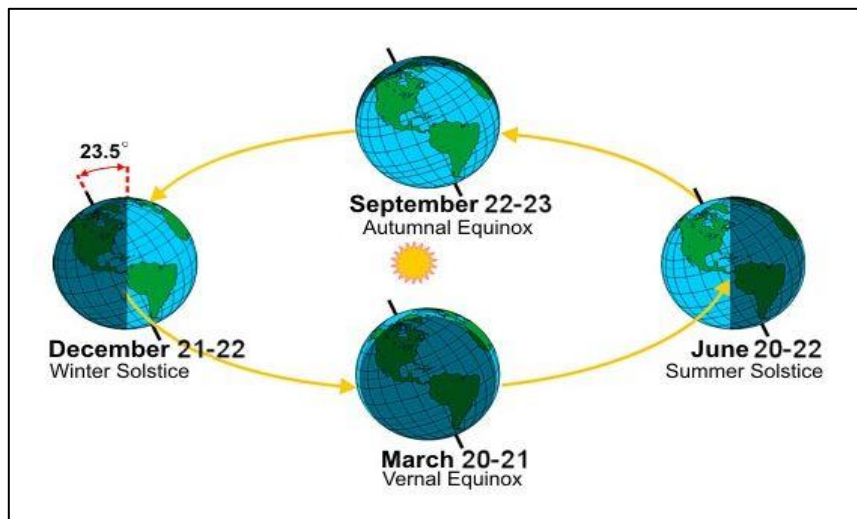 23.5°
September 22-23
Autumnal Equinox
December 21-22
Winter Solstice
June 20-22
Summer Solstice
March 20-21
Vernal Equinox